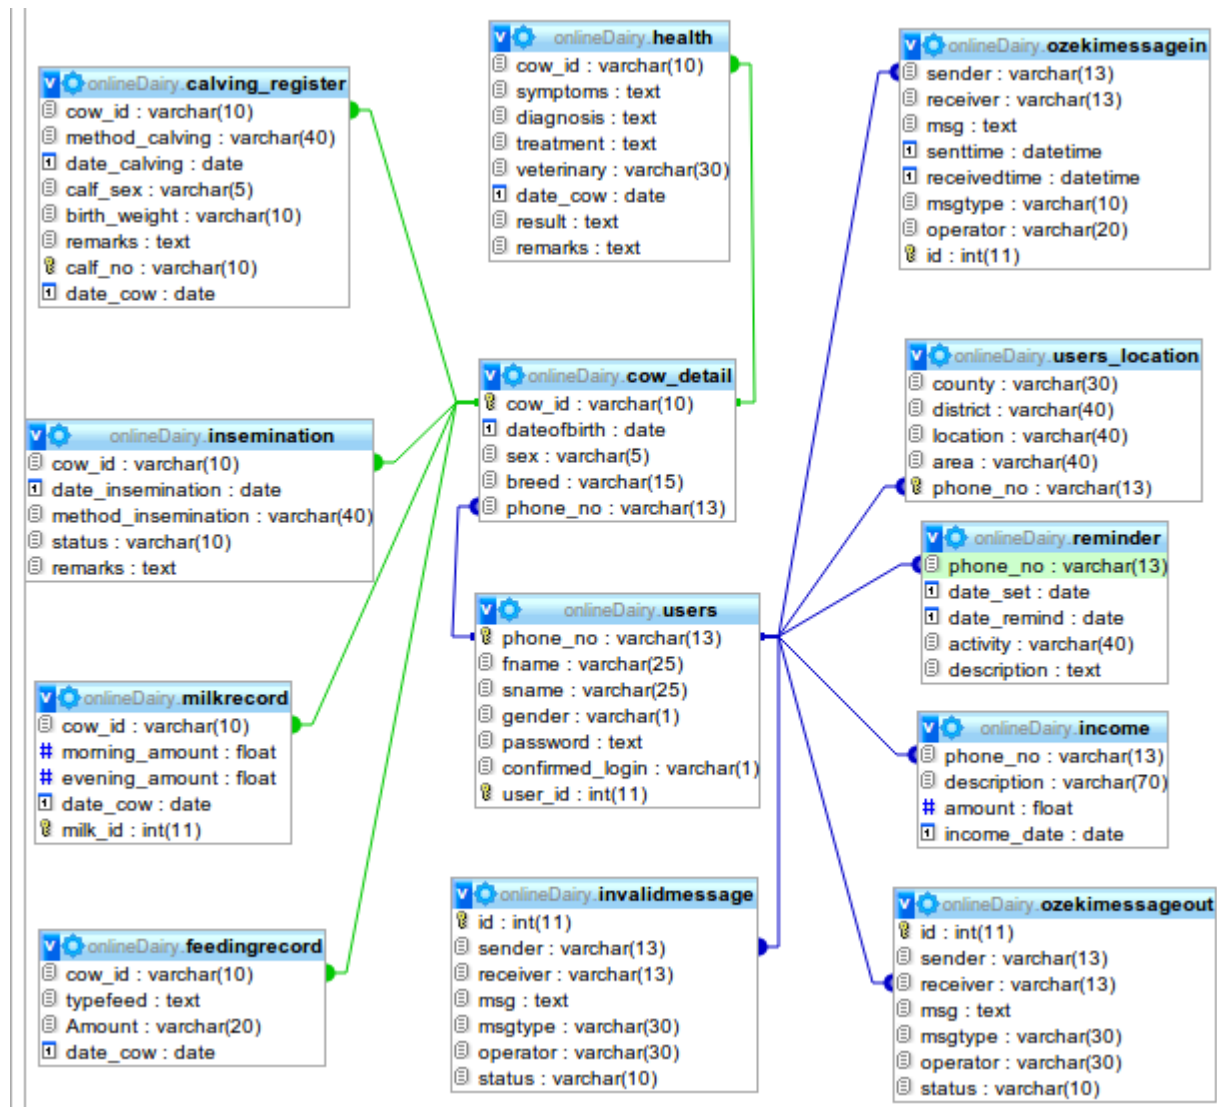 onlineDairy.calving_register
cow_id : varchar(10)
method_calving : varchar(40)
date_calving : date
calf_sex : varchar(5)
birth_weight : varchar(10)
remarks : text
calf_no : varchar(10)
date_cow : date
onlineDairy.health
cow_id : varchar(10)
symptoms : text
diagnosis : text
treatment : text
veterinary : varchar(30)
date_cow : date
result : text
remarks : text
onlineDairy.ozekimessagein
sender : varchar(13)
receiver : varchar(13)
msg : text
senttime : datetime
receivedtime : datetime
msgtype : varchar(10)
operator : varchar(20)
id : int(11)
onlineDairy.insemination
cow_id : varchar(10)
date_insemination : date
method_insemination : varchar(40)
status : varchar(10)
remarks : text
onlineDairy.cow_detail
cow_id : varchar(10)
dateofbirth : date
sex : varchar(5)
breed : varchar(15)
phone_no : varchar(13)
onlineDairy.users_location
county : varchar(30)
district : varchar(40)
location : varchar(40)
area : varchar(40)
phone_no : varchar(13)
onlineDairy.reminder
phone_no : varchar(13)
date_set : date
date_remind : date
activity : varchar(40)
description : text
onlineDairy.users
phone_no : varchar(13)
fname : varchar(25)
sname : varchar(25)
gender : varchar(1)
password : text
confirmed_login : varchar(1)
user_id : int(11)
onlineDairy.milkrecord
cow_id : varchar(10)
# morning_amount : float
# evening_amount : float
date_cow : date
milk_id : int(11)
onlineDairy.income
phone_no : varchar(13)
description : varchar(70)
# amount : float
income_date : date
onlineDairy.feedingrecord
cow_id : varchar(10)
typefeed : text
Amount : varchar(20)
date_cow : date
onlineDairy.invalidmessage
id : int(11)
sender : varchar(13)
receiver : varchar(13)
msg : text
msgtype : varchar(30)
operator : varchar(30)
status : varchar(10)
onlineDairy.ozekimessageout
id : int(11)
sender : varchar(13)
receiver : varchar(13)
msg : text
msgtype : varchar(30)
operator : varchar(30)
status : varchar(10)